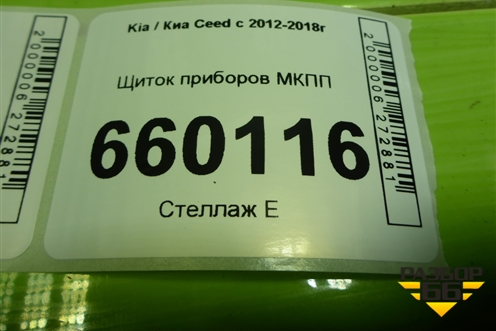 Kia / Киа Ceed с 2012-2018г
Щиток приборов МКПП
660116
Стеллаж Е
2000006272881
2000006272881
РАЗБОР
66